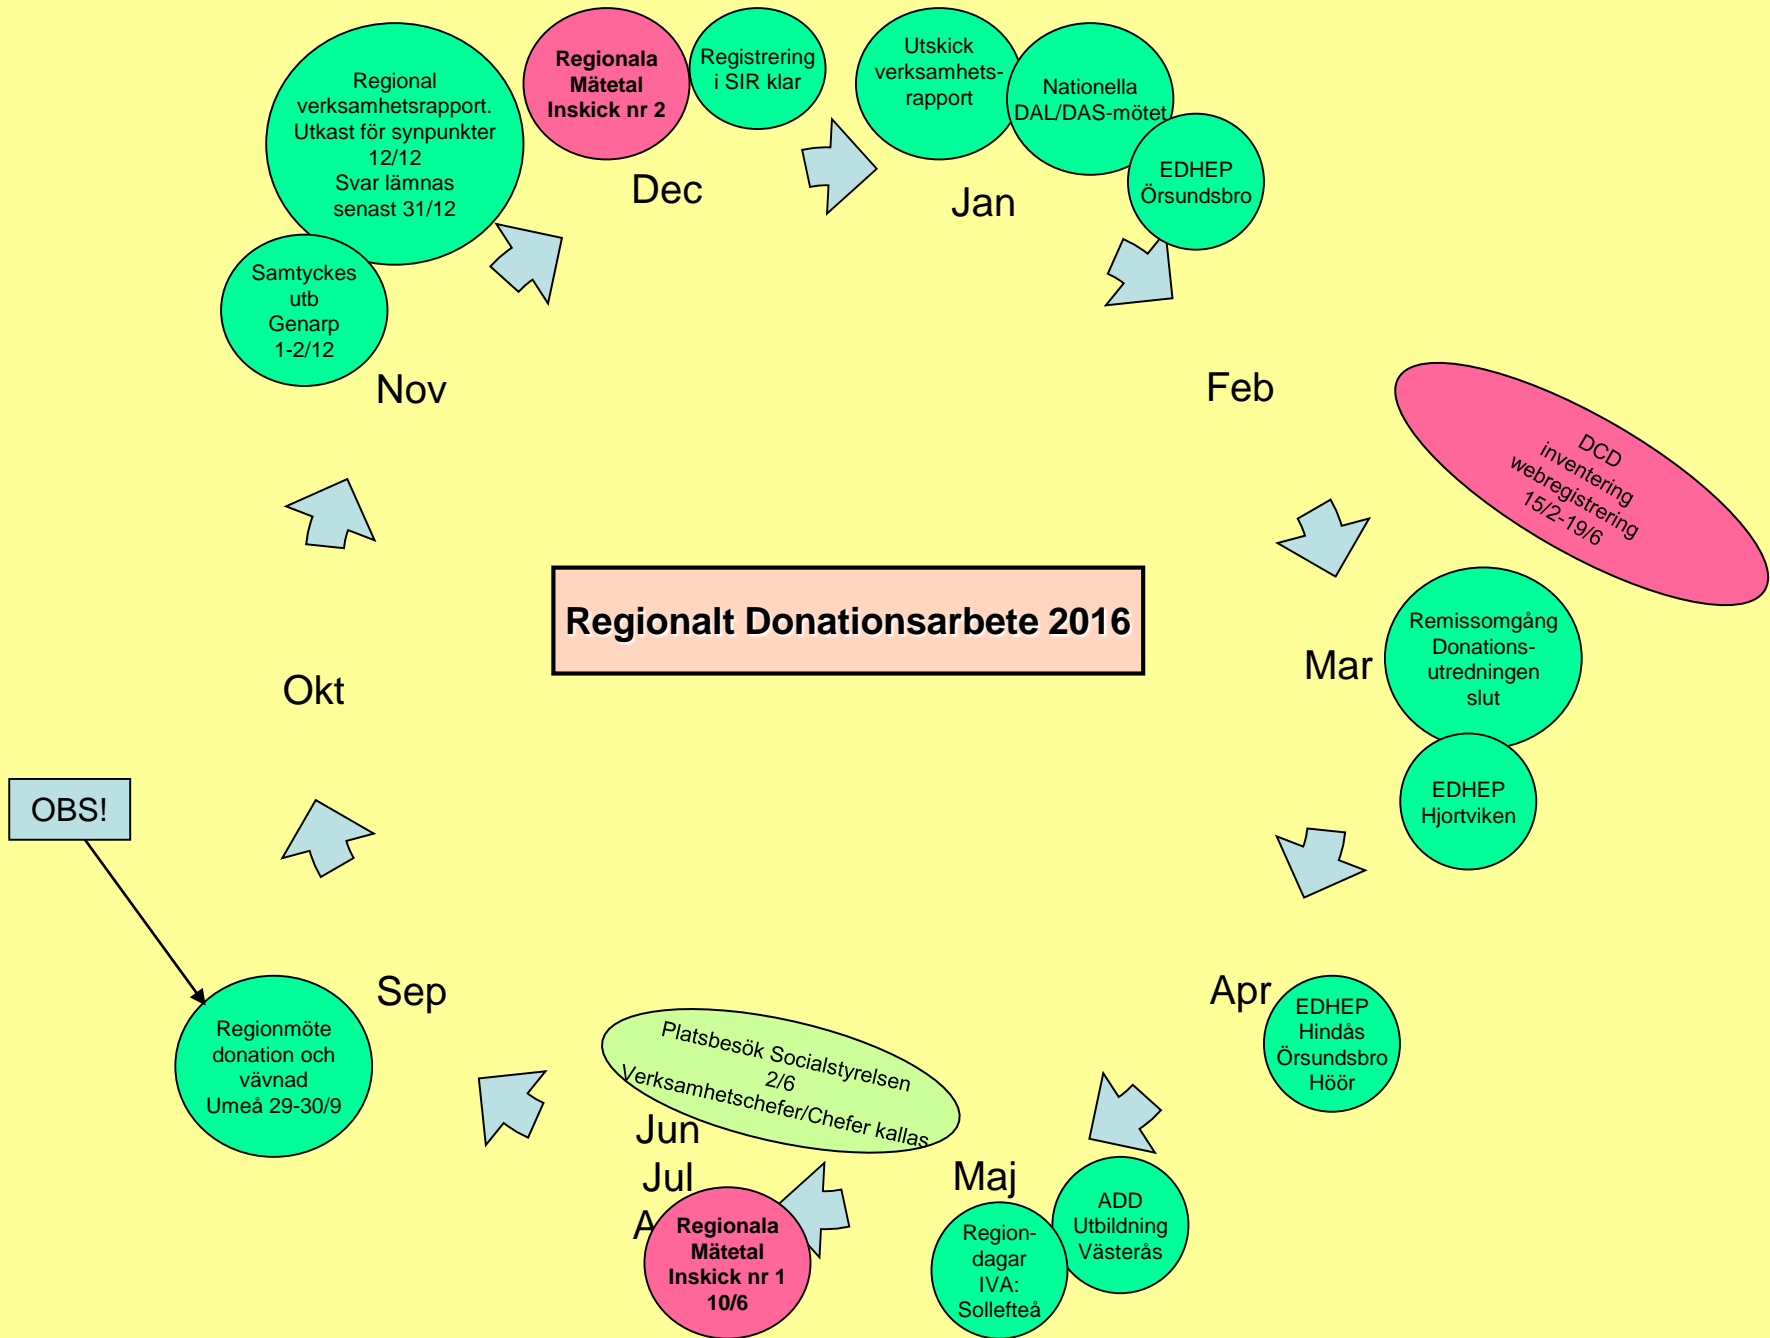 Regionalt Donationsarbete 2016
Utskick
verksamhets-
rapport
Nationella
DAL/DAS-mötet
EDHEP
Örsundsbro
Jan
Feb
DCD
inventering
webregistrering
15/2-19/6
Mar
Remissomgång
Donations-
utredningen
slut
EDHEP
Hjortviken
Apr
EDHEP
Hindås
Örsundsbro
Höör
Maj
ADD
Utbildning
Västerås
Region-
dagar
IVA:
Sollefteå
Platsbesök Socialstyrelsen
2/6
Verksamhetschefer/Chefer kallas
Jun
Jul
A
Regionala
Mätetal
Inskick nr 1
10/6
Sep
OBS!
Regionmöte
donation och
vävnad
Umeå 29-30/9
Okt
Nov
Samtyckes
utb
Genarp
1-2/12
Regional
verksamhetsrapport.
Utkast för synpunkter
12/12
Svar lämnas
senast 31/12
Dec
Regionala
Mätetal
Inskick nr 2
Registrering
i SIR klar